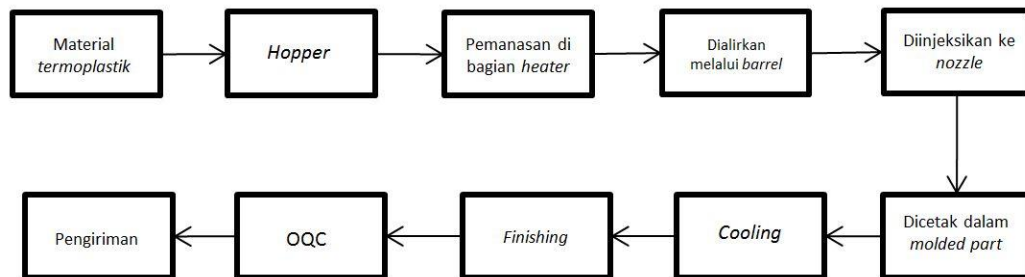 Material
termoplastik
Hopper
Pemanasan di
bagian heater
Dialirkan
melalui barrel
Diinjeksikan ke
nozzle
Dicetak dalam
molded part
Cooling
Finishing
OQC
Pengiriman